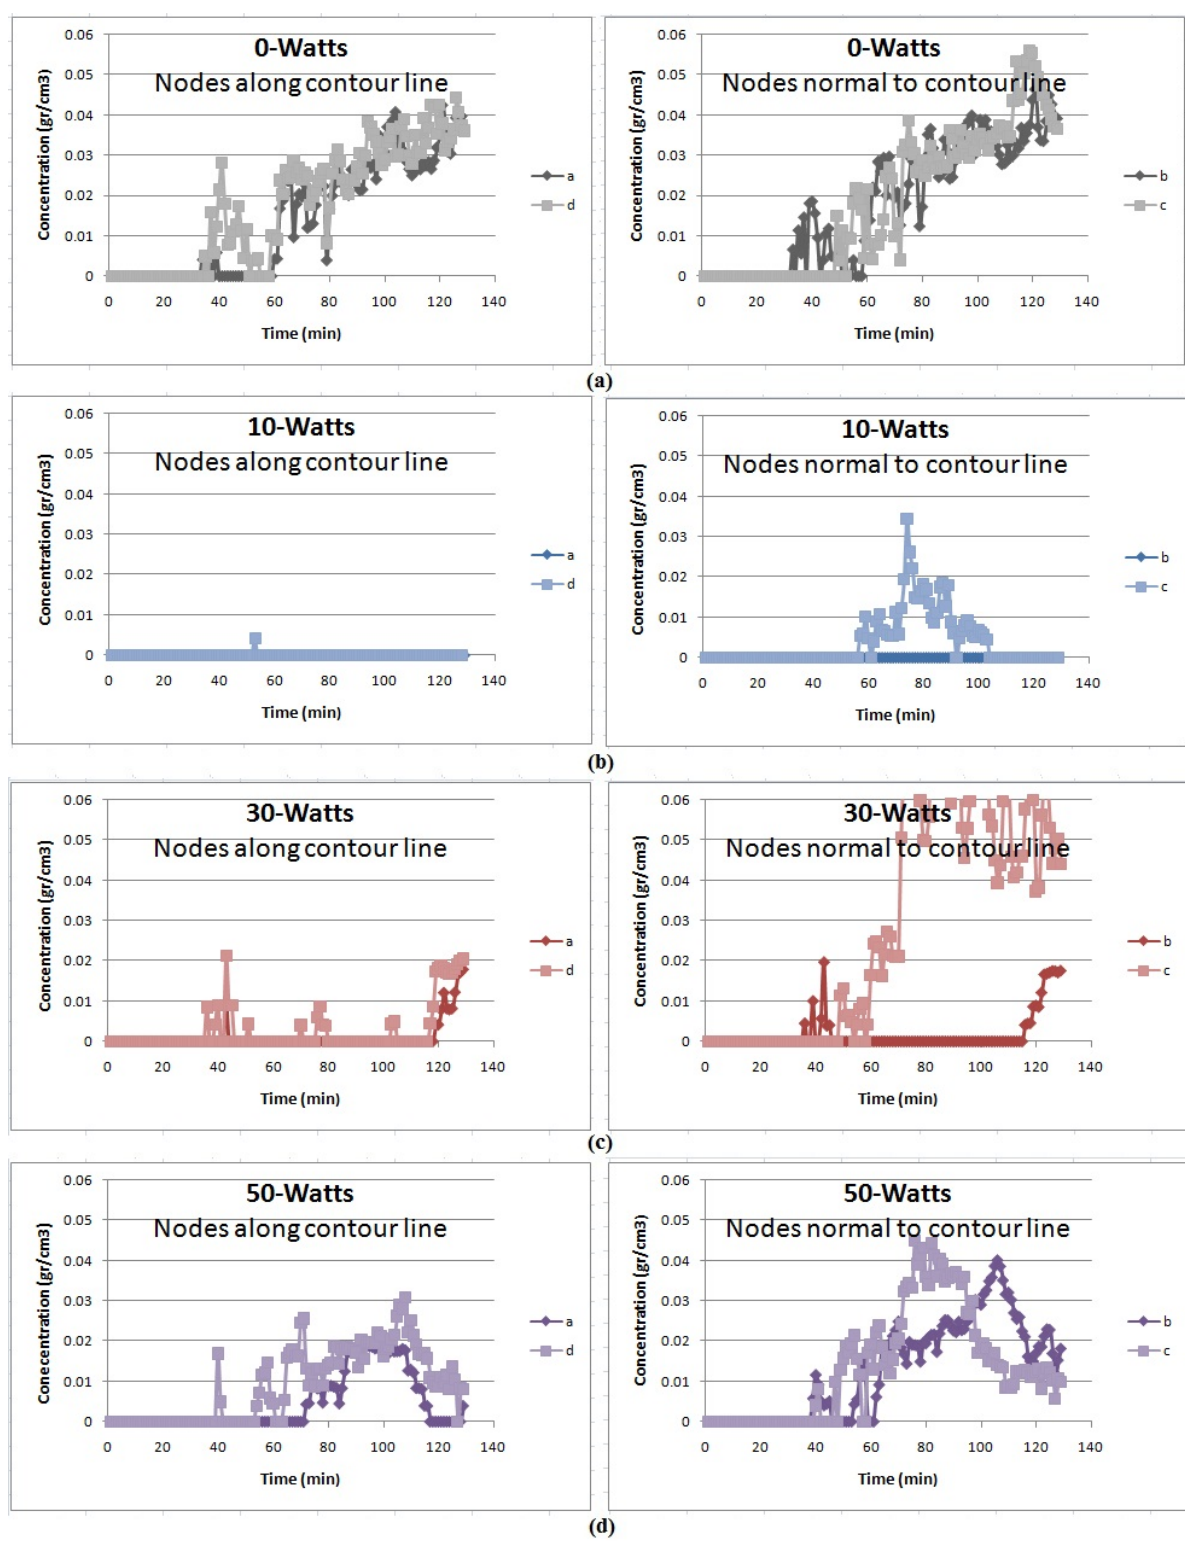 0-Watts
Nodes along contour line
Concentration (gr/cm3)
0.06
0.05
0.04
0.03
0.02
0.01
0
0 20 40 60 80 100 120 140
Time (min)
a
d
0-Watts
Nodes normal to contour line
Concentration (gr/cm3)
0.06
0.05
0.04
0.03
0.02
0.01
0
0 20 40 60 80 100 120 140
Time (min)
b
c
(a)
10-Watts
Nodes along contour line
Concentration (gr/cm3)
0.06
0.05
0.04
0.03
0.02
0.01
0
0 20 40 60 80 100 120 140
Time (min)
a
d
10-Watts
Nodes normal to contour line
Concentration (gr/cm3)
0.06
0.05
0.04
0.03
0.02
0.01
0
0 20 40 60 80 100 120 140
Time (min)
b
c
(b)
30-Watts
Nodes along contour line
Concentration (gr/cm3)
0.06
0.05
0.04
0.03
0.02
0.01
0
0 20 40 60 80 100 120 140
Time (min)
a
d
30-Watts
Nodes normal to contour line
Concentration (gr/cm3)
0.06
0.05
0.04
0.03
0.02
0.01
0
0 20 40 60 80 100 120 140
Time (min)
b
c
(c)
50-Watts
Nodes along contour line
Conecentration (gr/cm3)
0.06
0.05
0.04
0.03
0.02
0.01
0
0 20 40 60 80 100 120 140
Time (min)
a
d
50-Watts
Nodes normal to contour line
Concentration (gr/cm3)
0.06
0.05
0.04
0.03
0.02
0.01
0
0 20 40 60 80 100 120 140
Time (min)
b
c
(d)